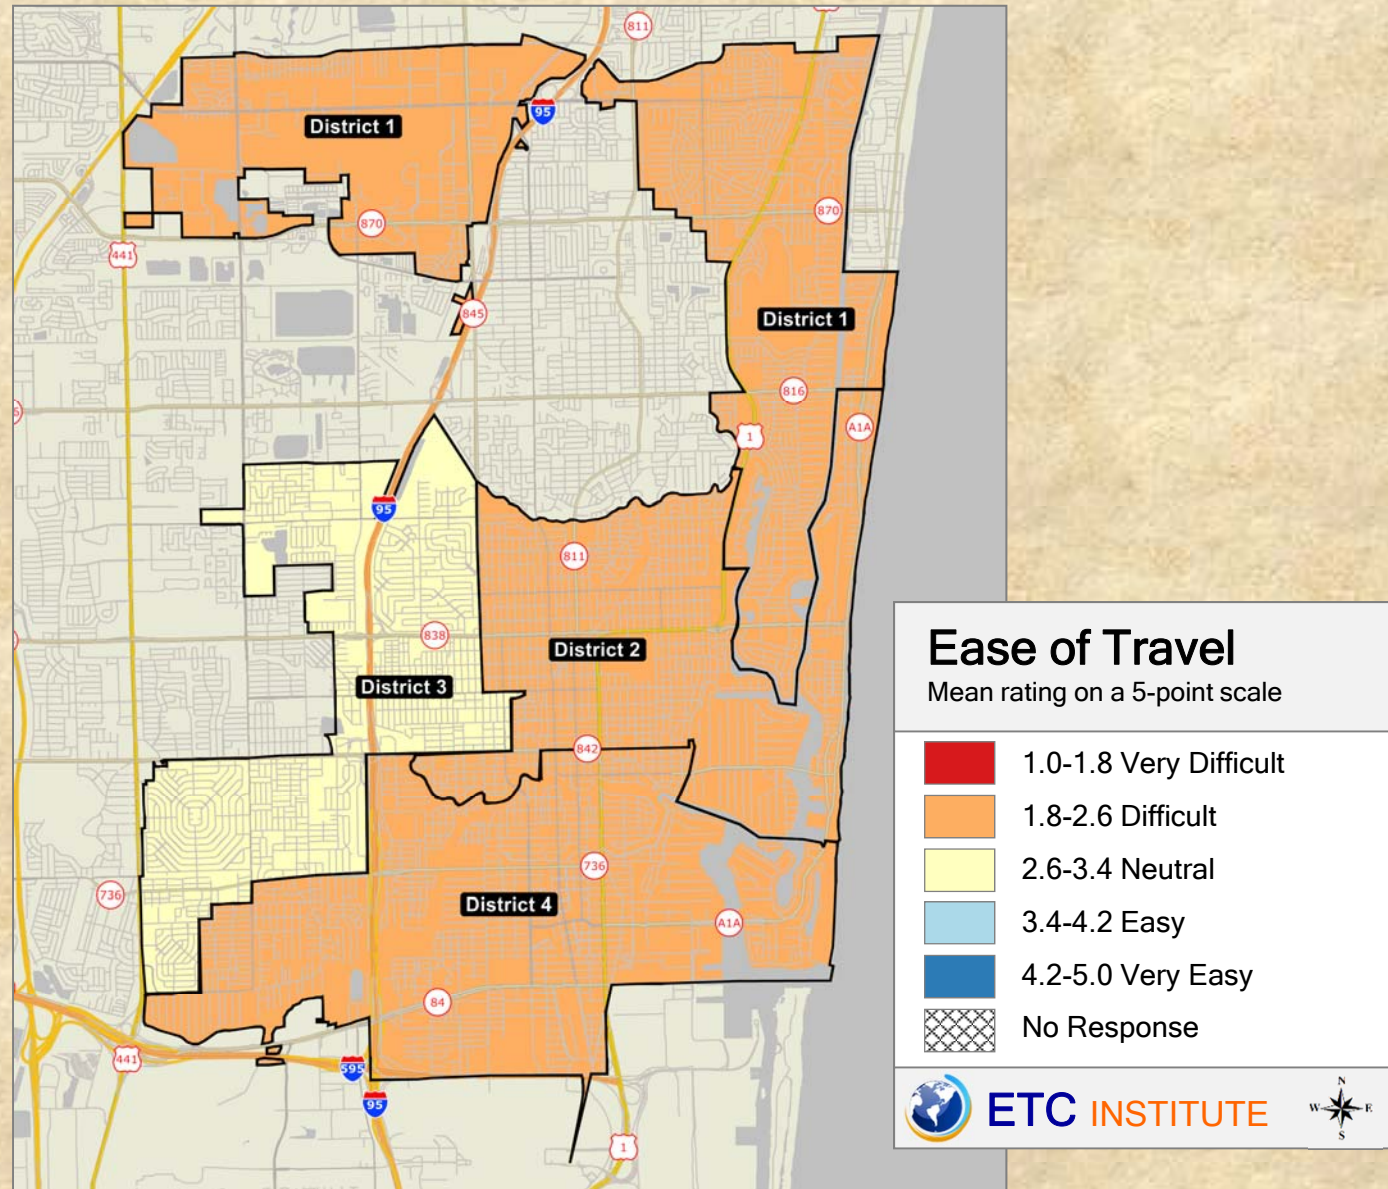 811
95
District 1
870
870
441
845
District 1
816
1
A1A
95
811
838
District 2
District 3
842
736
736
District 4
A1A
84
441
595
95
1
Ease of Travel
Mean rating on a 5-point scale
1.0-1.8 Very Difficult
1.8-2.6 Difficult
2.6-3.4 Neutral
3.4-4.2 Easy
4.2-5.0 Very Easy
No Response
ETC INSTITUTE
N
W E
S